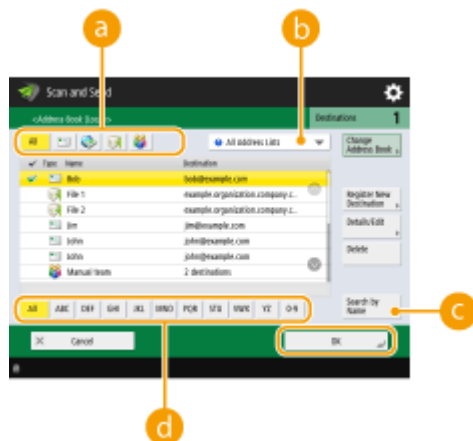 a
b
Scan and Send
<Address Book (Local)>
Destinations 1
All
All Address Lists
Change
Address Book
Type Name Destination
Bob bob@example.com
File 1 example.organization.company.c...
File 2 example.organization.company.c...
Jim jim@example.com
John john@example.com
John john@example.com
Manual team 2 destinations
Register New
Destination
Details/Edit
Delete
Search by
Name
c
All ABC DEF GHI JKL MNO PQR STU VWX YZ 0-9
Cancel
OK
d